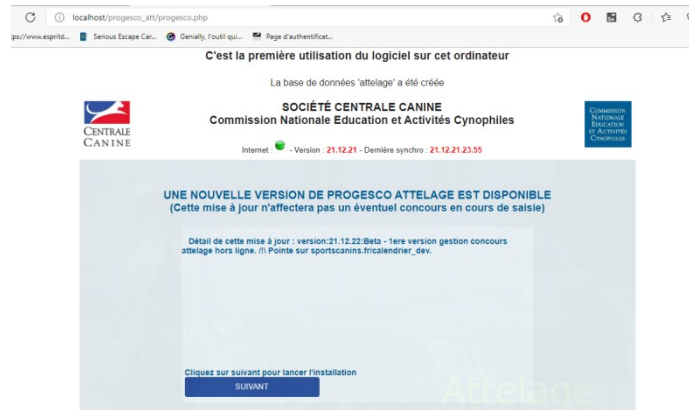 localhost/progesco_att/progesco.php
ps://www.espritd... Serious Escape Car... Genially, l'outil qui... Page d'authentificat...
C'est la première utilisation du logiciel sur cet ordinateur
La base de données 'attelage' a été créée
SOCIÉTÉ CENTRALE CANINE
Commission Nationale Education et Activités Cynophiles
CENTRALE
CANINE
COMMISSION
NATIONALE
EDUCATION
ET ACTIVITÉS
CYNOPHILES
Internet : - Version : 21.12.21 - Dernière synchro : 21.12.21.23.55
UNE NOUVELLE VERSION DE PROGESCO ATTELAGE EST DISPONIBLE
(Cette mise à jour n'affectera pas un éventuel concours en cours de saisie)
Détail de cette mise à jour : version:21.12.22:Beta - 1ere version gestion concours
attelage hors ligne. /!\ Pointe sur sportscanins.fr/calendrier_dev.
Cliquez sur suivant pour lancer l'installation
SUIVANT
Attelage